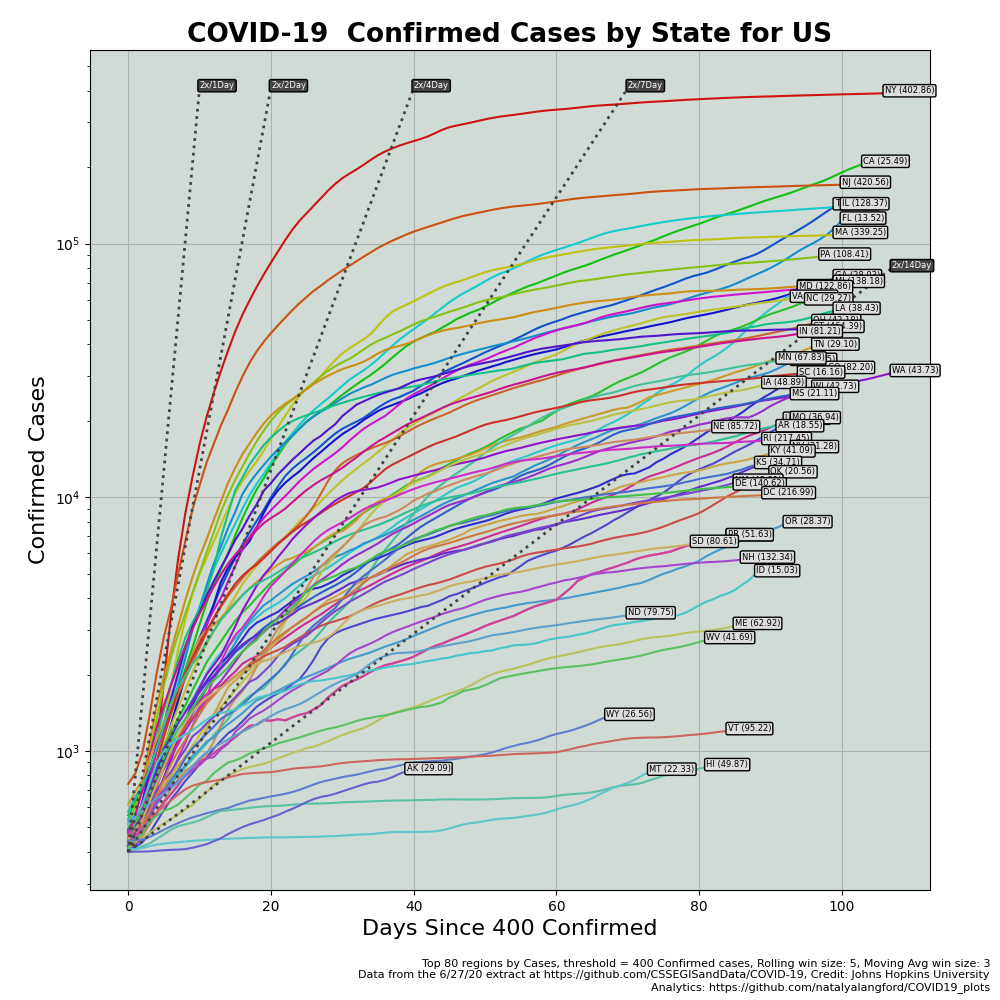 COVID-19  Confirmed Cases by State for US
2x/1Day
2x/2Day
2x/4Day
2x/7Day
NY (402.86)
CA (25.49)
NJ (420.56)
IL (128.37)
FL (13.52)
MA (339.25)
PA (108.41)
2x/14Day
MD (122.86)
NC (29.27)
LA (38.43)
IN (81.21)
TN (29.10)
MN (67.83)
SC (16.16)
WA (43.73)
IA (48.89)
MS (21.11)
NE (85.72)
AR (18.55)
RI (217.45)
KY (41.09)
KS (34.71)
OK (20.56)
DE (140.62)
DC (216.99)
OR (28.37)
SD (80.61)
NH (132.34)
ID (15.03)
ND (79.75)
ME (62.92)
WV (41.69)
WY (26.56)
VT (95.22)
AK (29.09)
MT (22.33)
HI (49.87)
10⁵
10⁴
10³
Confirmed Cases
0 20 40 60 80 100
Days Since 400 Confirmed
Top 80 regions by Cases, threshold = 400 Confirmed cases, Rolling win size: 5, Moving Avg win size: 3
Data from the 6/27/20 extract at https://github.com/CSSEGISandData/COVID-19, Credit: Johns Hopkins University
Analytics: https://github.com/natalyalangford/COVID19_plots